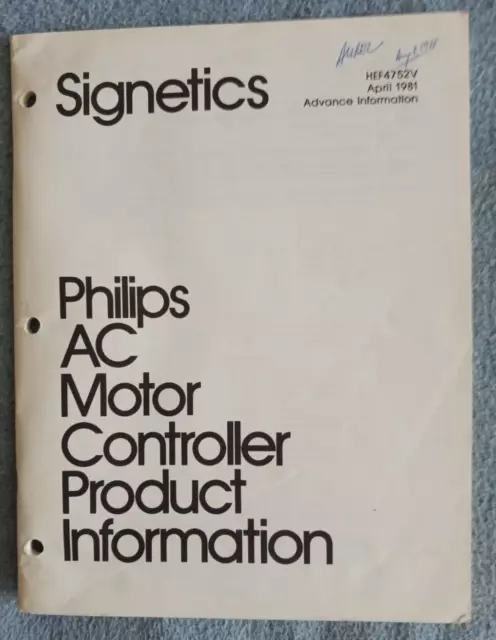 Signetics
HEF4752V
April 1981
Advance Information
Philips
AC
Motor
Controller
Product
Information